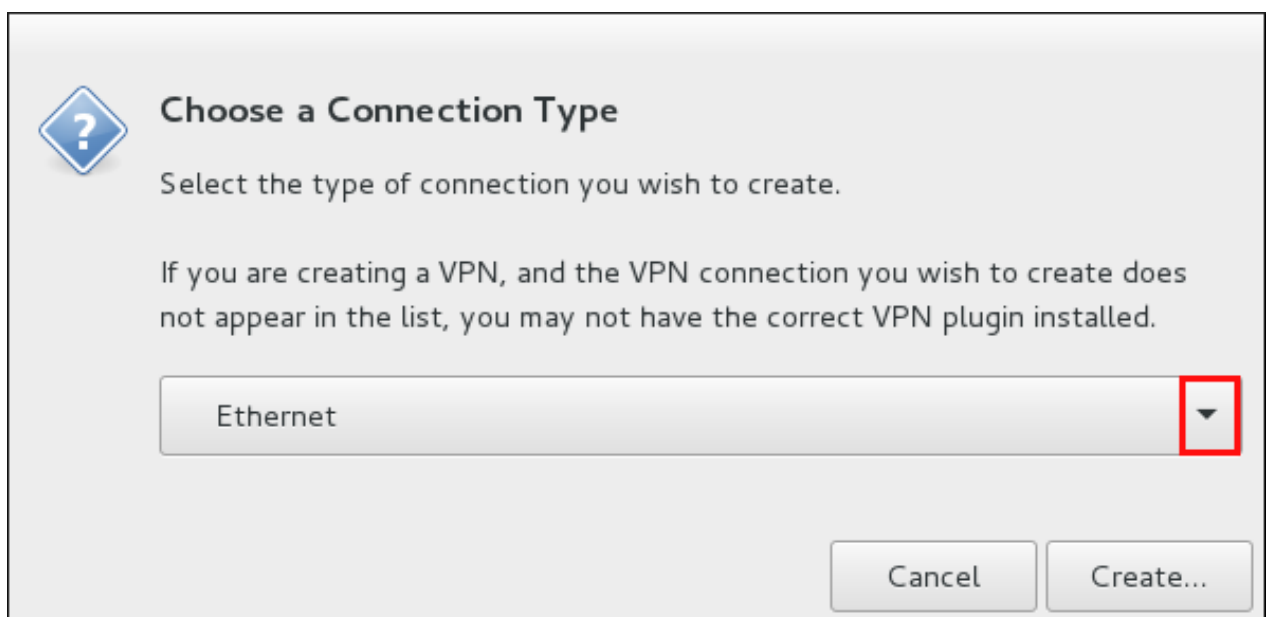 Choose a Connection Type
Select the type of connection you wish to create.
If you are creating a VPN, and the VPN connection you wish to create does
not appear in the list, you may not have the correct VPN plugin installed.
Ethernet
Cancel
Create...